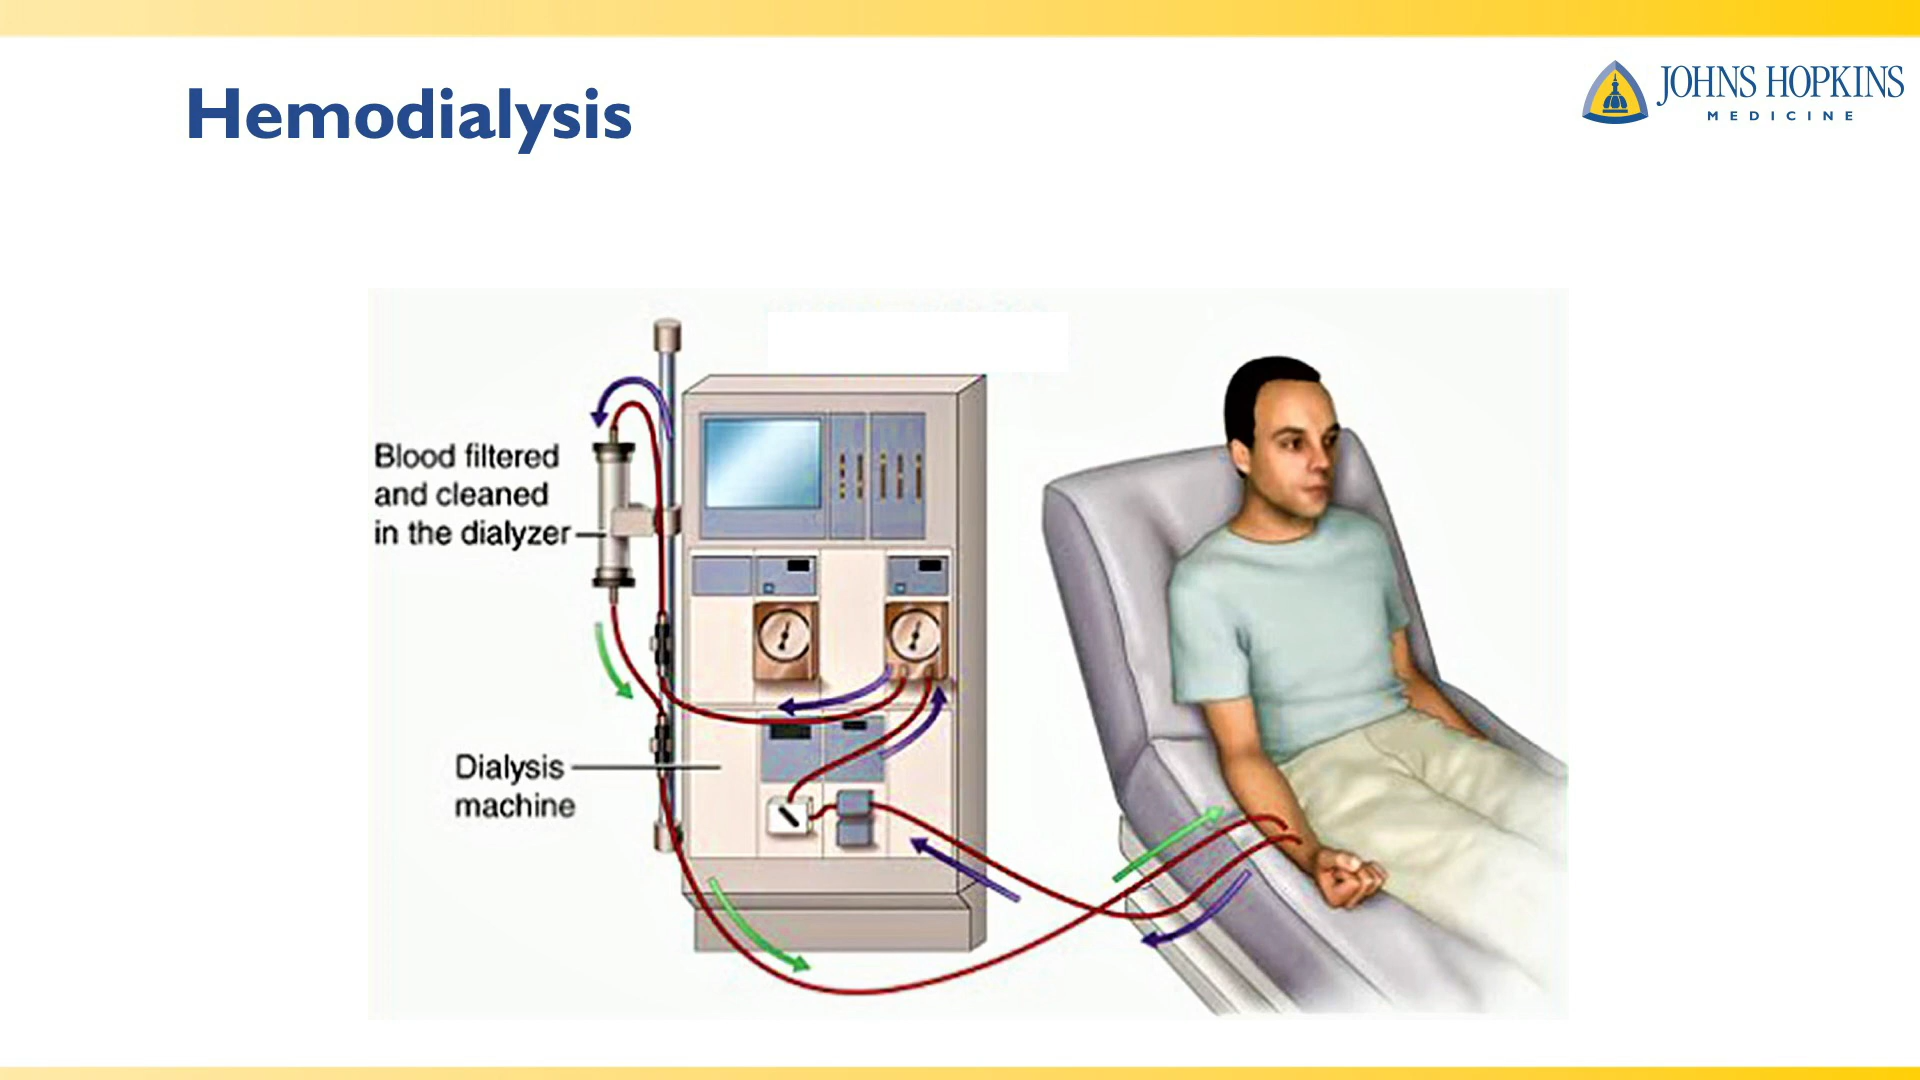 Hemodialysis
JOHNS HOPKINS
MEDICINE
Blood filtered
and cleaned
in the dialyzer
Dialysis
machine